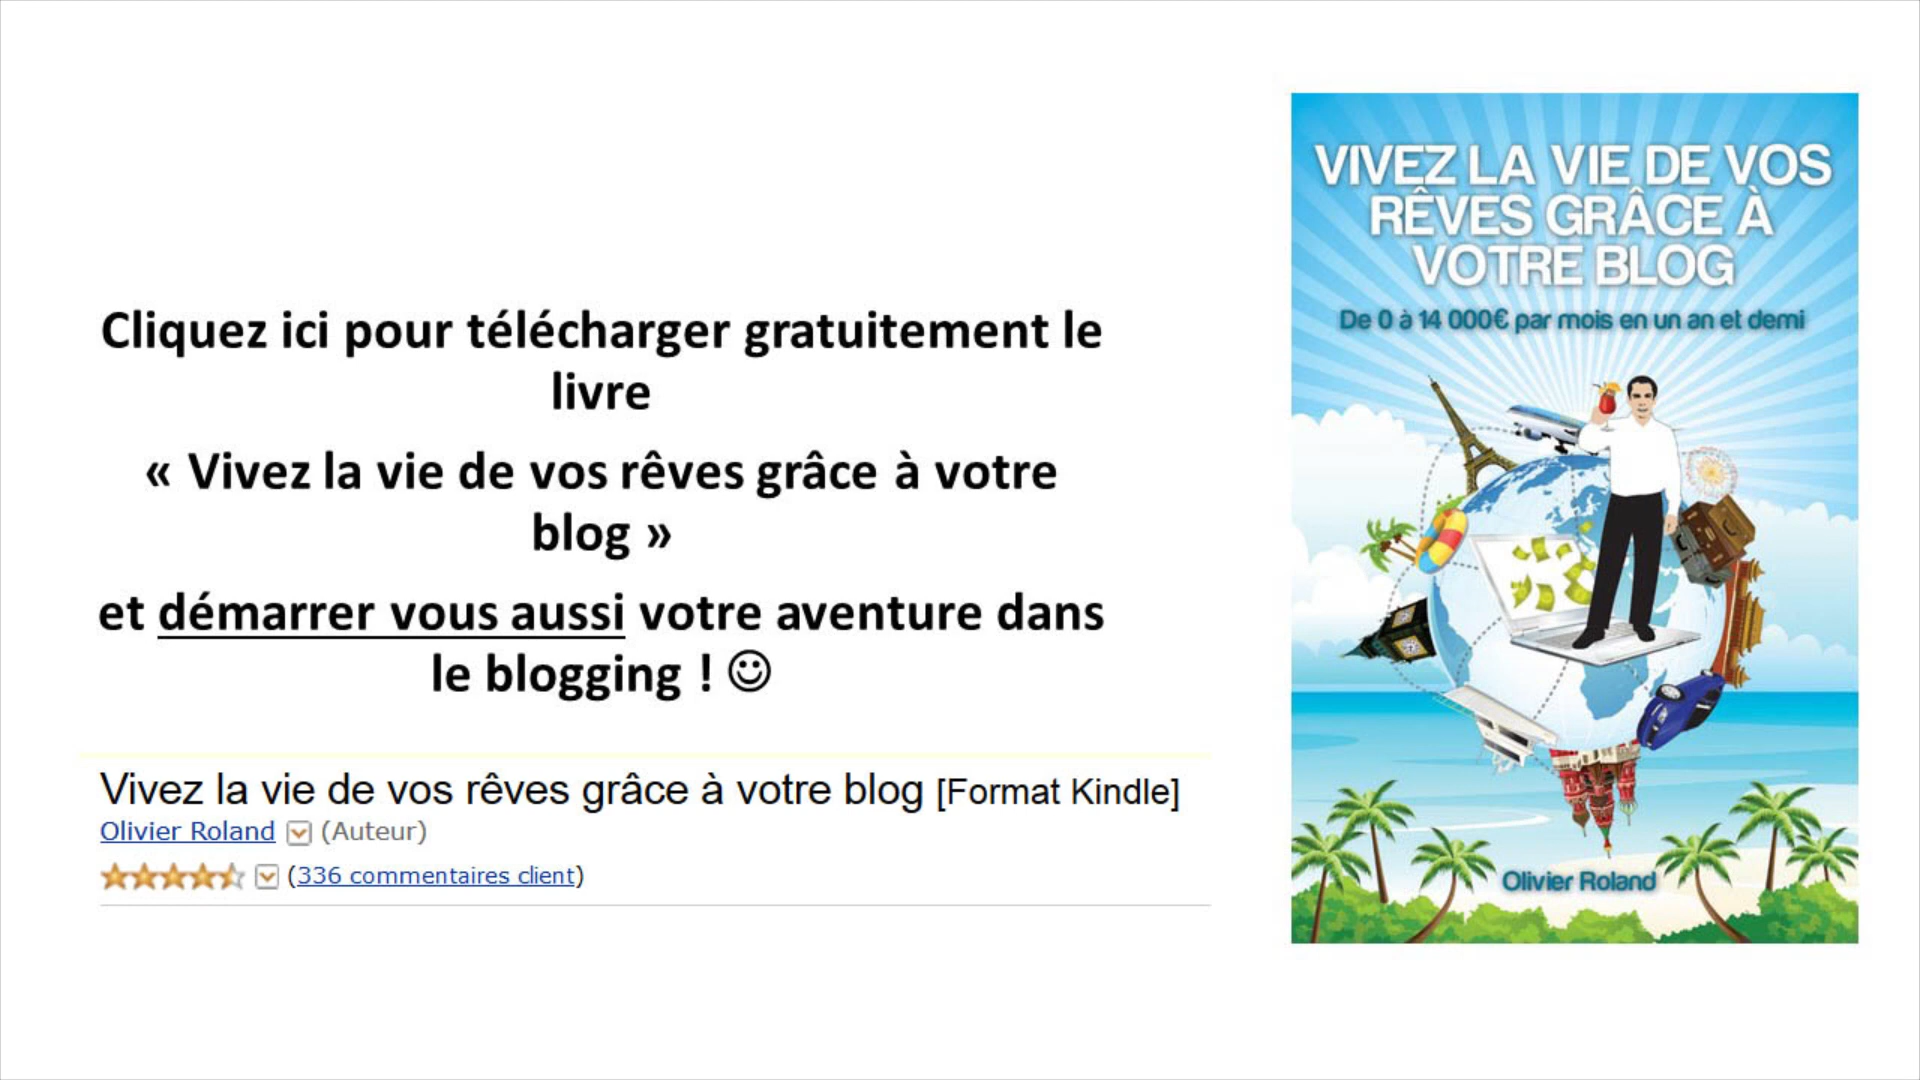 Cliquez ici pour télécharger gratuitement le
livre
« Vivez la vie de vos rêves grâce à votre
blog »
et démarrer vous aussi votre aventure dans
le blogging ! ☺
Vivez la vie de vos rêves grâce à votre blog [Format Kindle]
Olivier Roland (Auteur)
(336 commentaires client)
VIVEZ LA VIE DE VOS
RÊVES GRÂCE À
VOTRE BLOG
De 0 à 14 000€ par mois en un an et demi
Olivier Roland